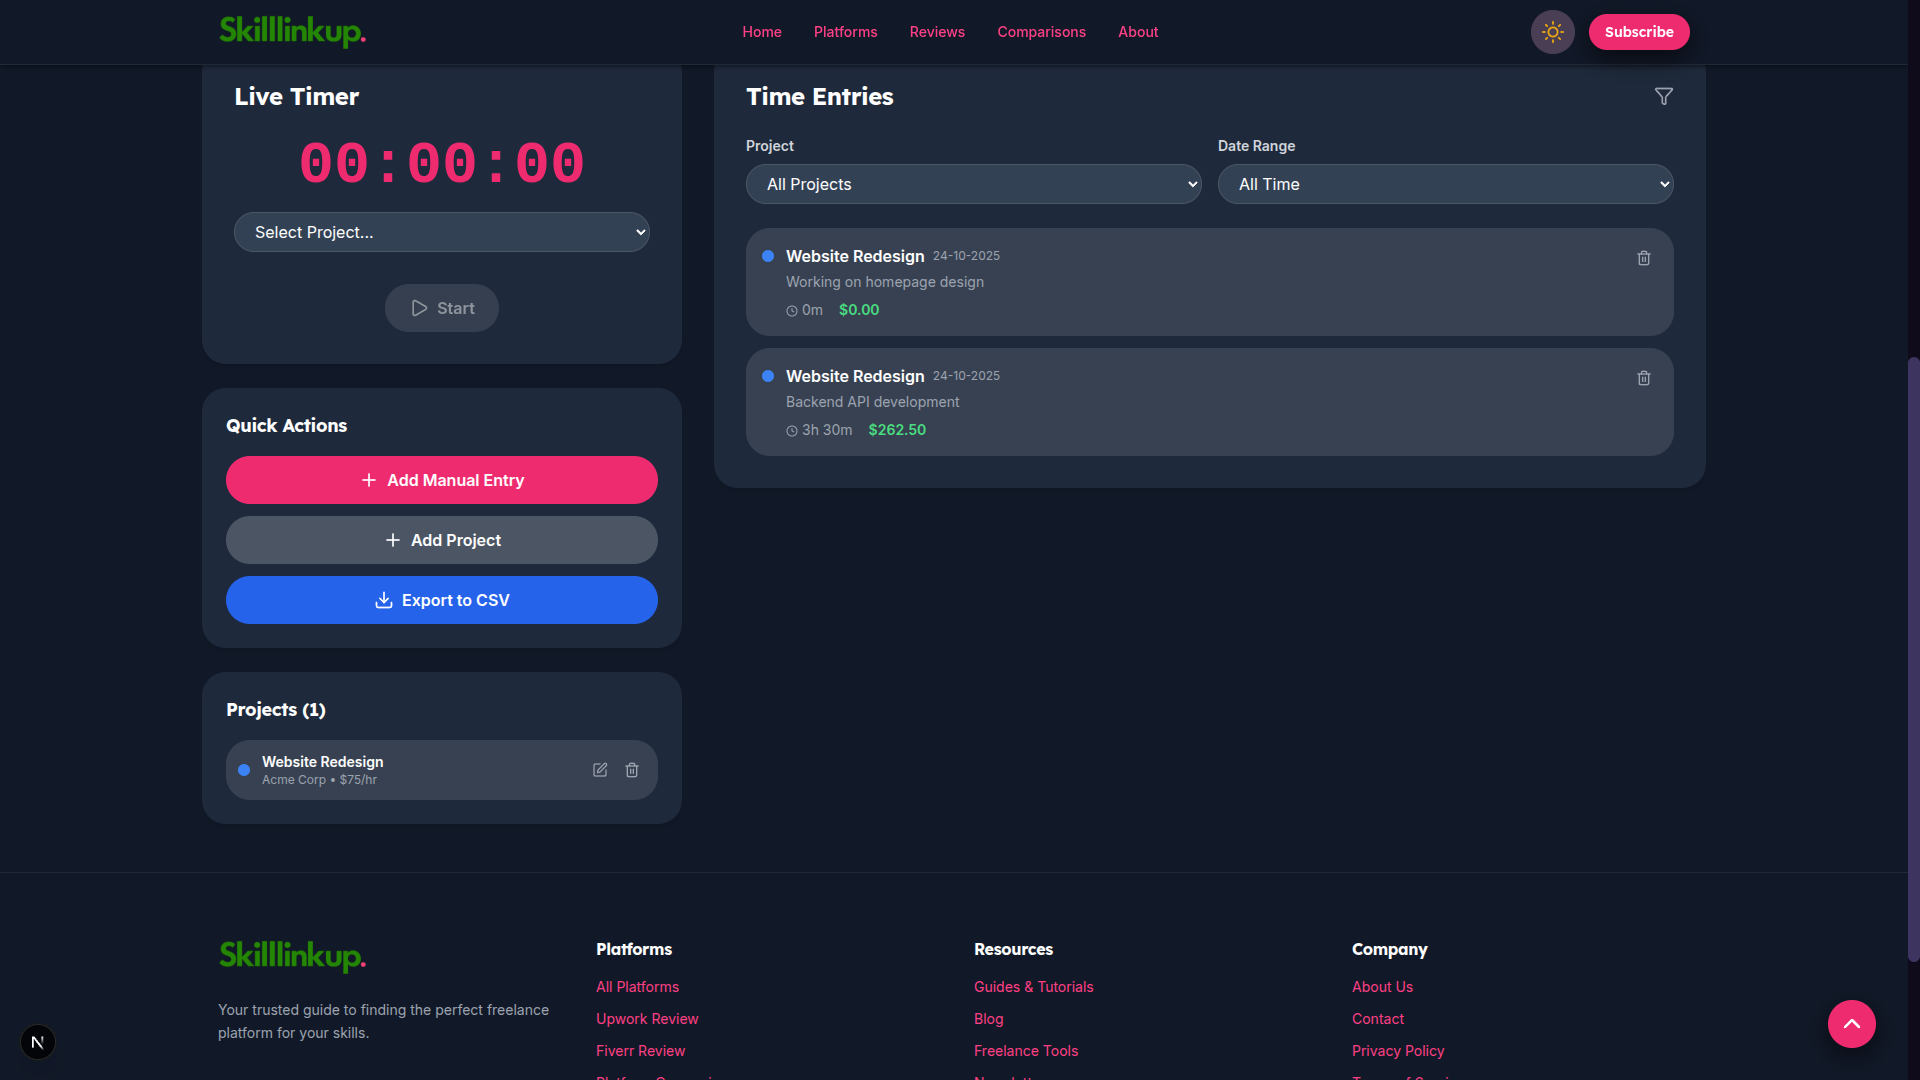 Skilllinkup.
Home
Platforms
Reviews
Comparisons
About
Subscribe
Live Timer
00:00:00
Select Project...
Start
Quick Actions
Add Manual Entry
Add Project
Export to CSV
Projects (1)
Website Redesign
Acme Corp • $75/hr
Time Entries
Project
All Projects
Date Range
All Time
Website Redesign 24-10-2025
Working on homepage design
0m $0.00
Website Redesign 24-10-2025
Backend API development
3h 30m $262.50
Skilllinkup.
Your trusted guide to finding the perfect freelance
platform for your skills.
N
Platforms
All Platforms
Upwork Review
Fiverr Review
Resources
Guides & Tutorials
Blog
Freelance Tools
Company
About Us
Contact
Privacy Policy